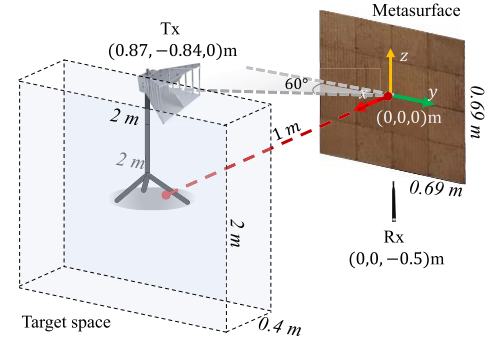 Metasurface
Tx
(0.87, −0.84,0)m
z
60°
x
y
(0,0,0)m
2 m
1 m
0.69 m
2 m
0.69 m
2 m
Rx
(0,0, −0.5)m
Target space
0.4 m